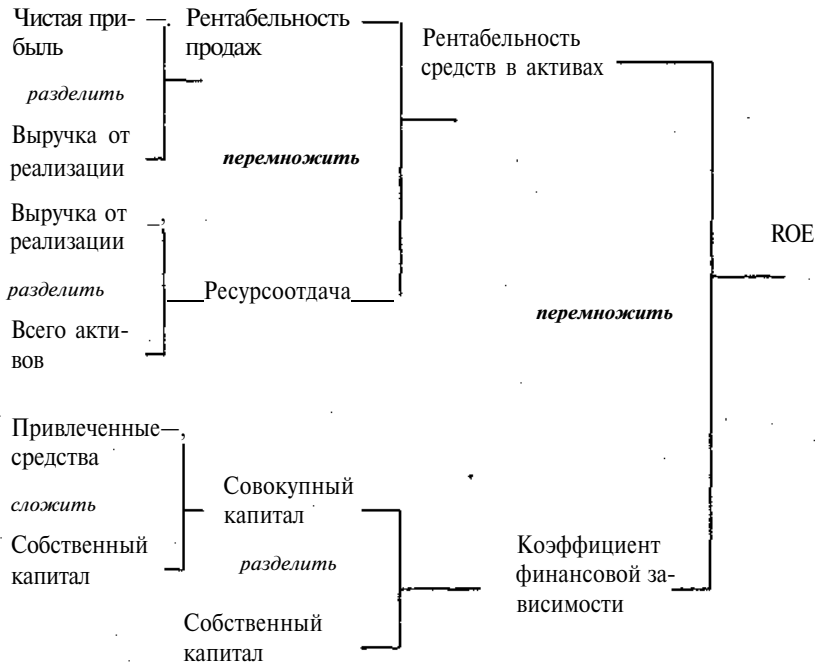 Чистая при-
быль
разделить
Выручка от
реализации
Рентабельность
продаж
перемножить
Выручка от
реализации
разделить
Всего акти-
вов
Ресурсоотдача
Рентабельность
средств в активах
перемножить
ROE
Привлеченные
средства
сложить
Собственный
капитал
Совокупный
капитал
разделить
Собственный
капитал
Коэффициент
финансовой за-
висимости